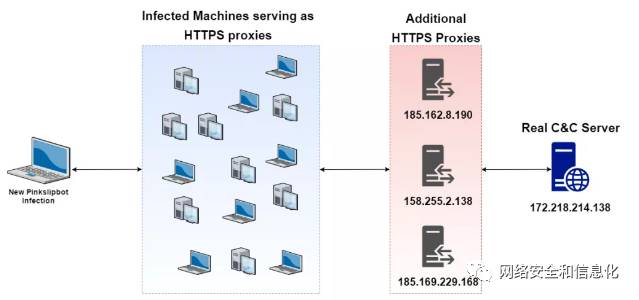 Infected Machines serving as
HTTPS proxies
Additional
HTTPS Proxies
185.162.8.190
Real C&C Server
158.255.2.138
172.218.214.138
New Pinkslipbot
Infection
185.169.229.168
网络安全和信息化